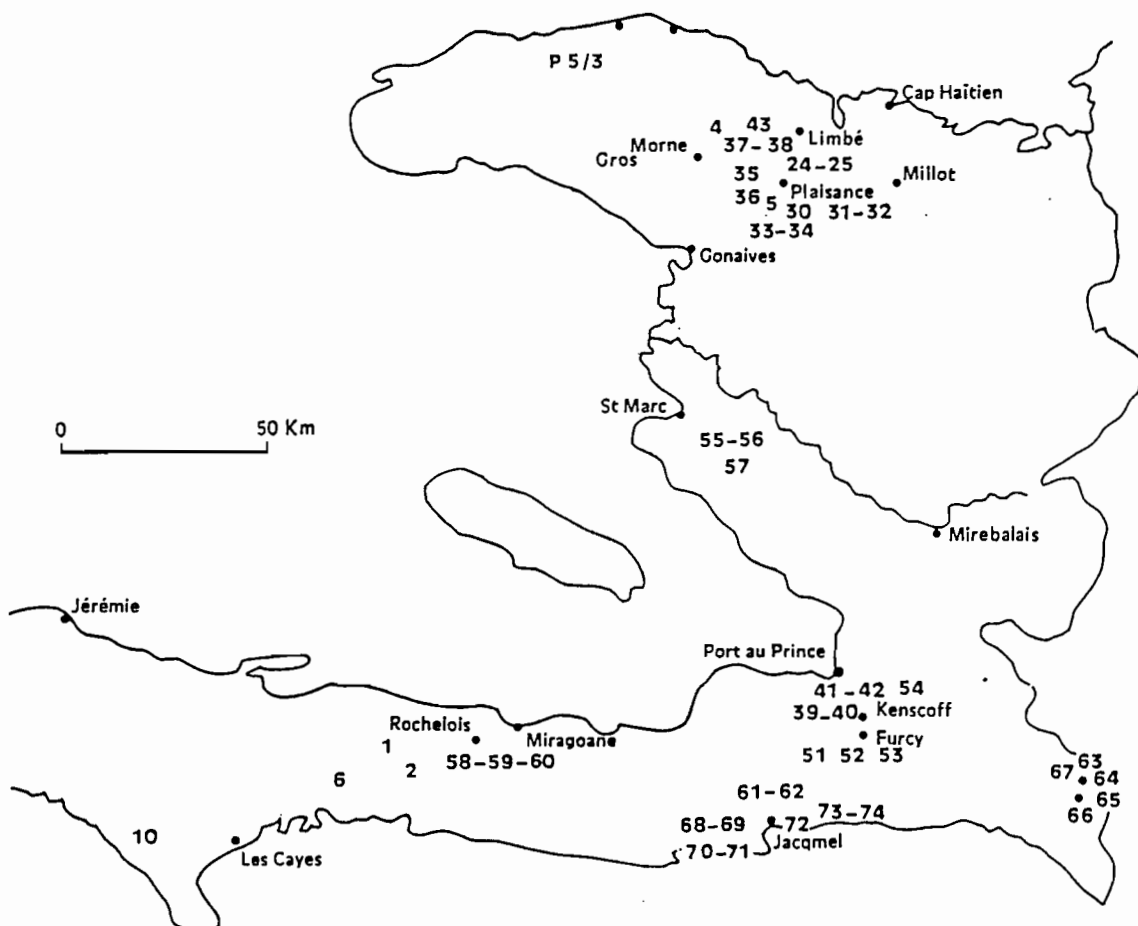 P 5/3
Cap Haïtien
4 43
Limbé
37-38
Morne
Gros
24-25
35
Plaisance
Millot
36 5
30 31-32
33-34
Gonaives
0 50 Km
St Marc
55-56
57
Mirebalais
Jérémie
Port au Prince
41-42 54
39-40 Kenscoff
Rochelois
1
Miragoane
Furcy
58-59-60
51 52 53
2
6
63
67 64
65
66
61-62
73-74
68-69 72
10
Jacqmel
Les Cayes
70-71